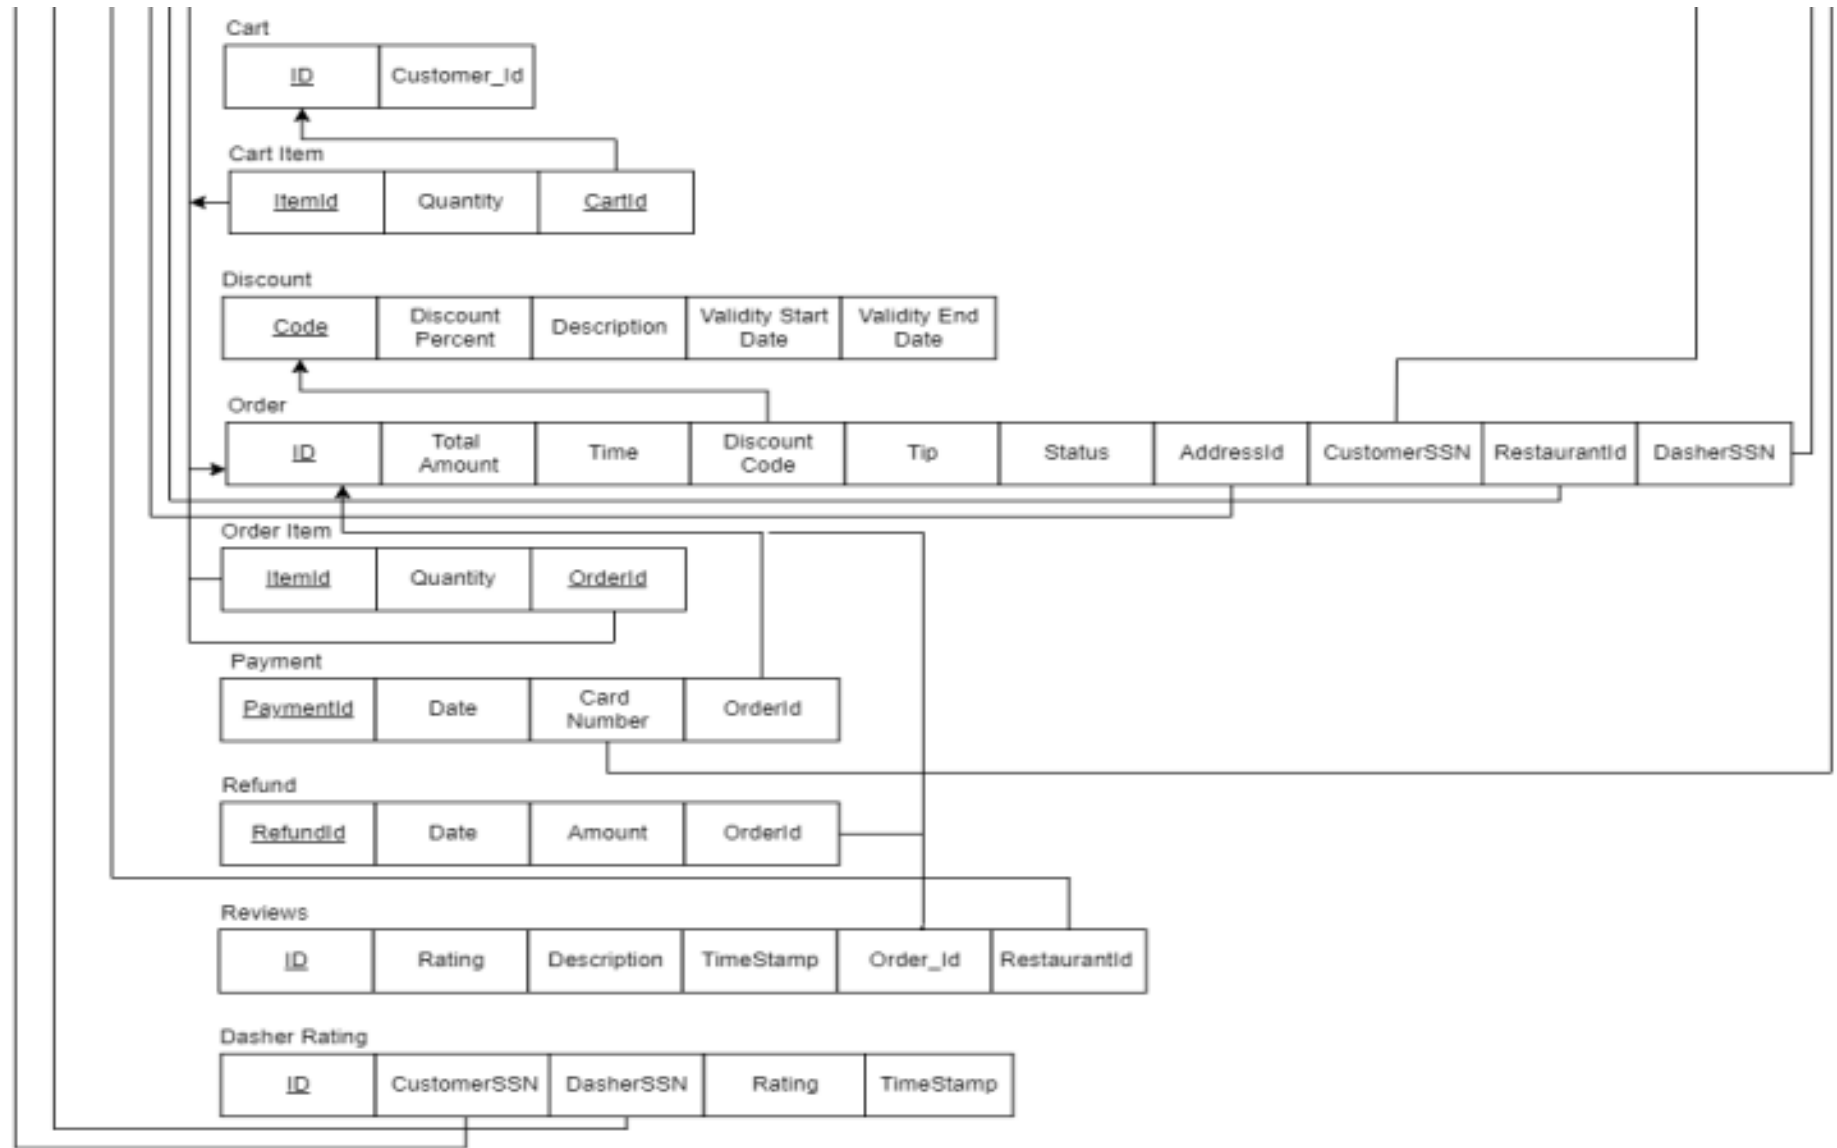 Cart
ID Customer_Id
Cart Item
ItemId Quantity CartId
Discount
Code Discount Percent Description Validity Start Date Validity End Date
Order
ID Total Amount Time Discount Code Tip Status AddressId CustomerSSN RestaurantId DasherSSN
Order Item
ItemId Quantity OrderId
Payment
PaymentId Date Card Number OrderId
Refund
RefundId Date Amount OrderId
Reviews
ID Rating Description TimeStamp Order_Id RestaurantId
Dasher Rating
ID CustomerSSN DasherSSN Rating TimeStamp